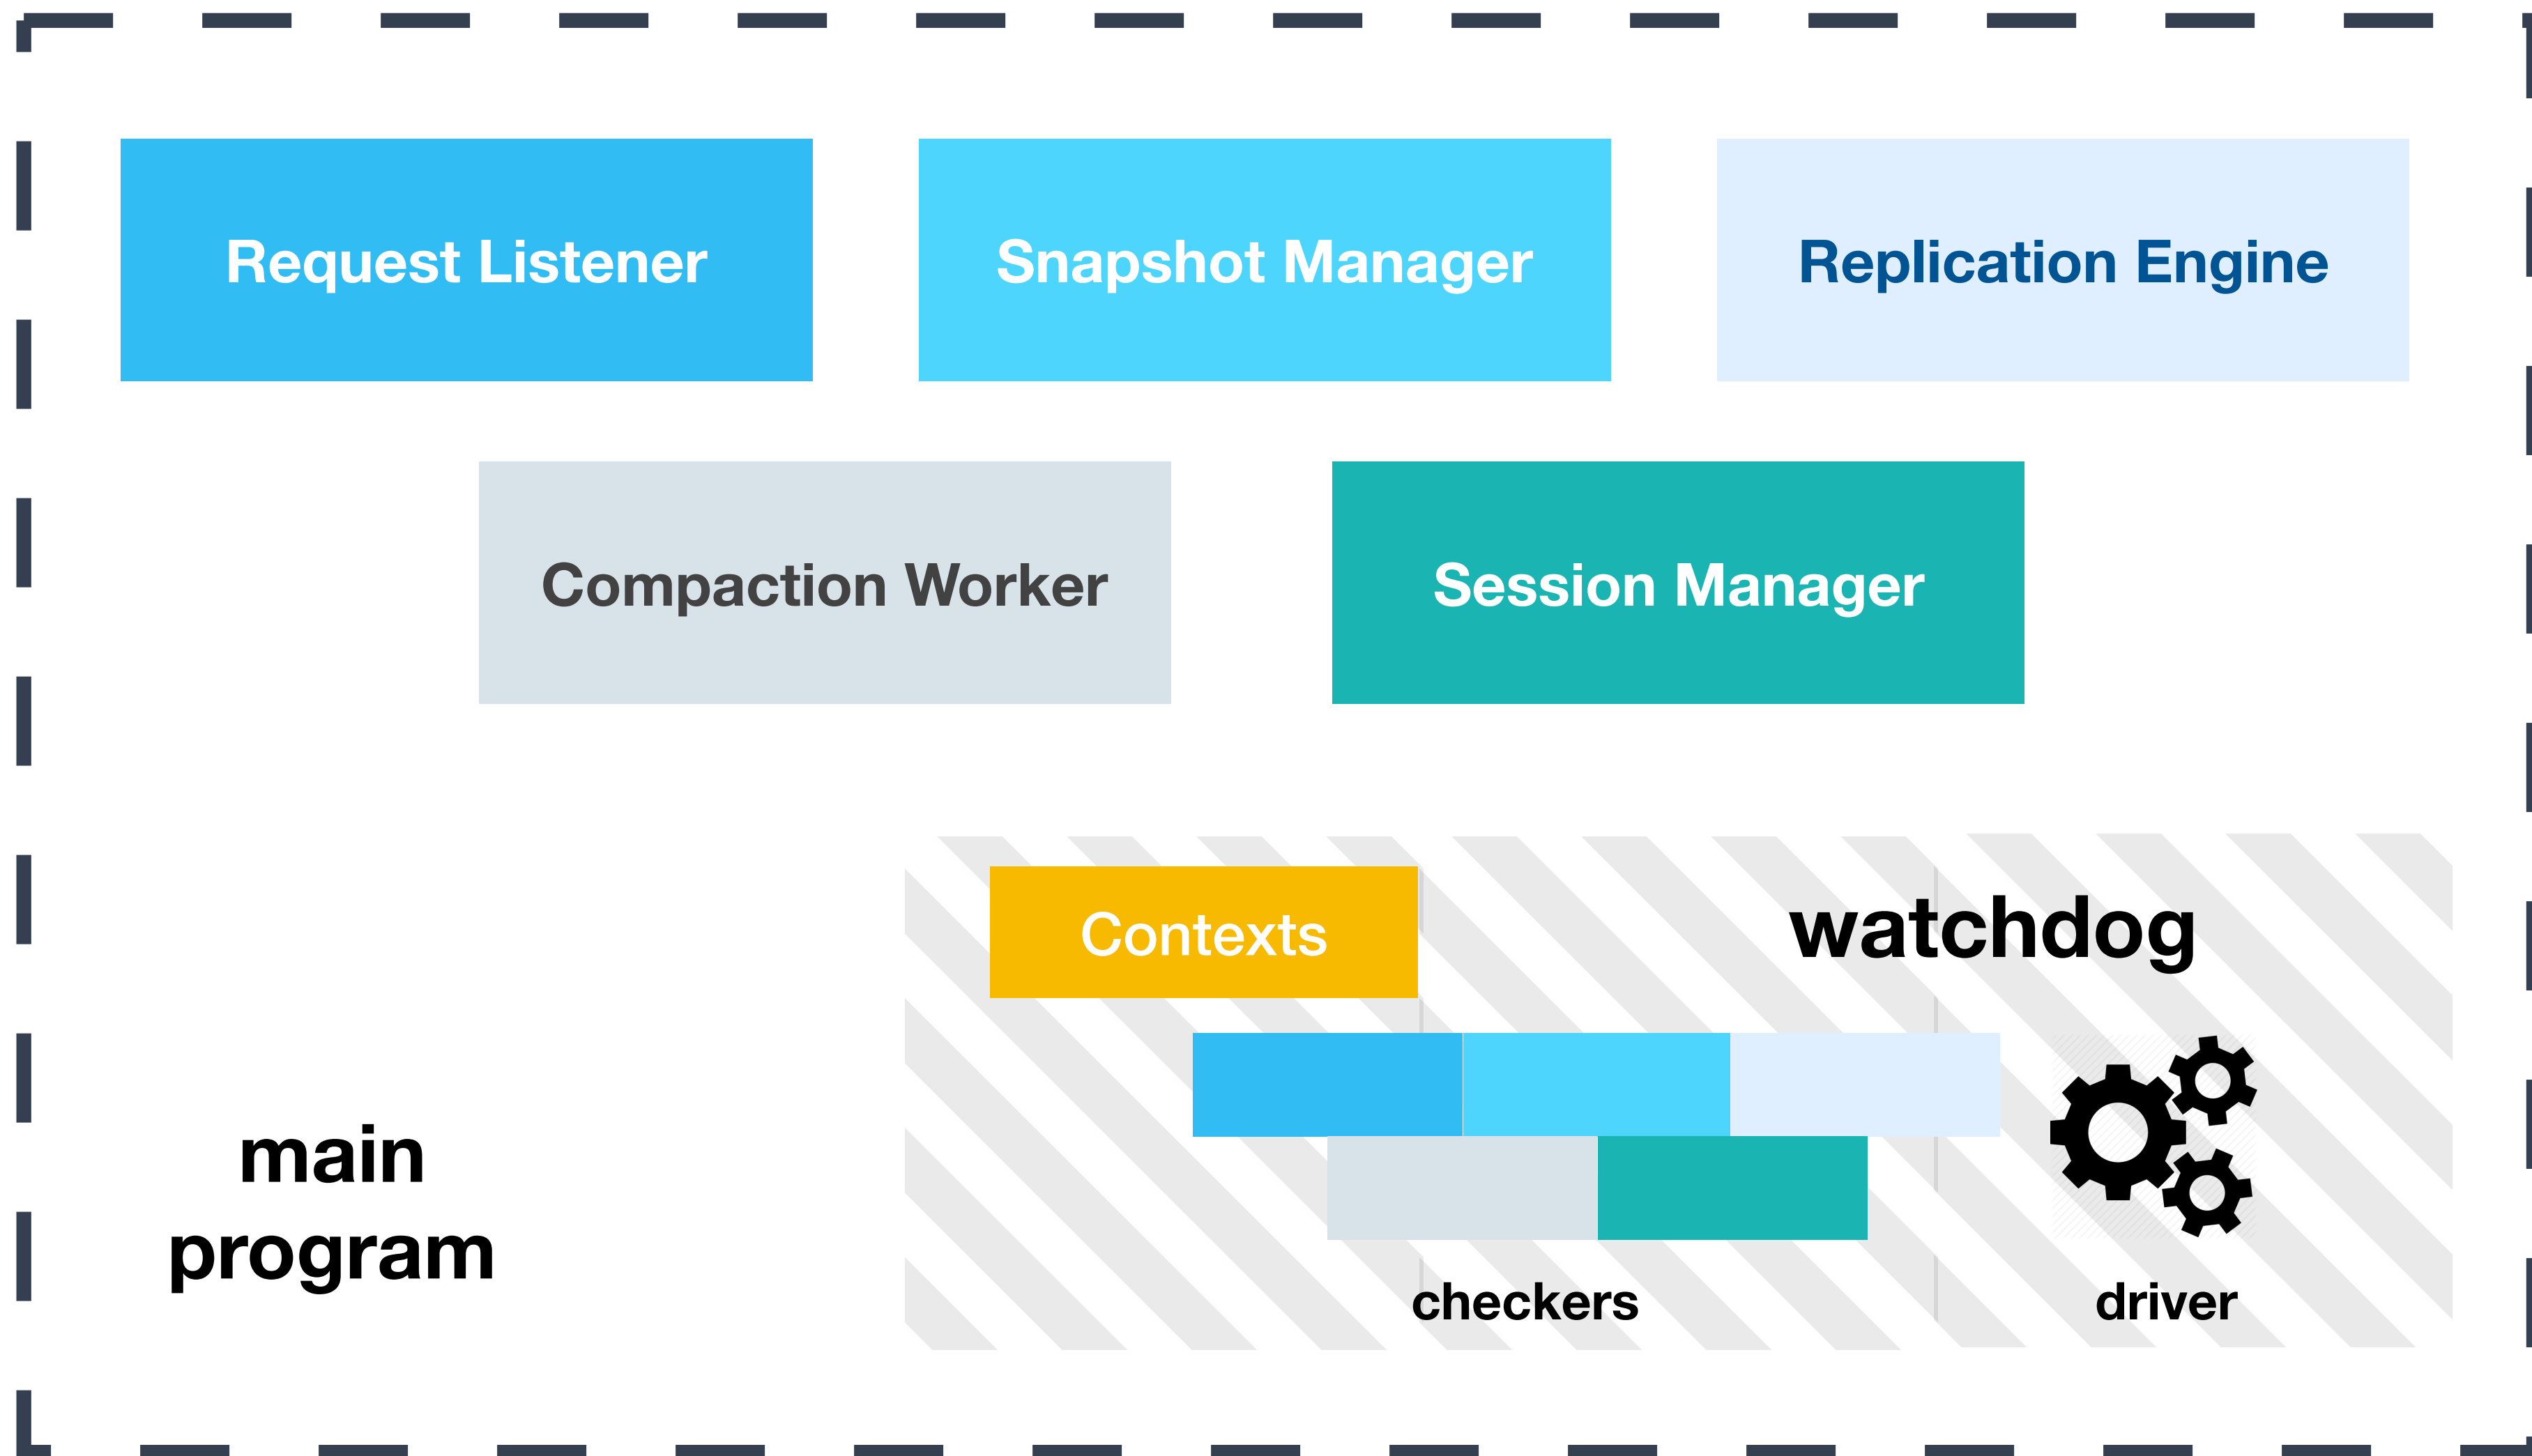 Request Listener
Snapshot Manager
Replication Engine
Compaction Worker
Session Manager
Contexts
watchdog
main
program
checkers
driver